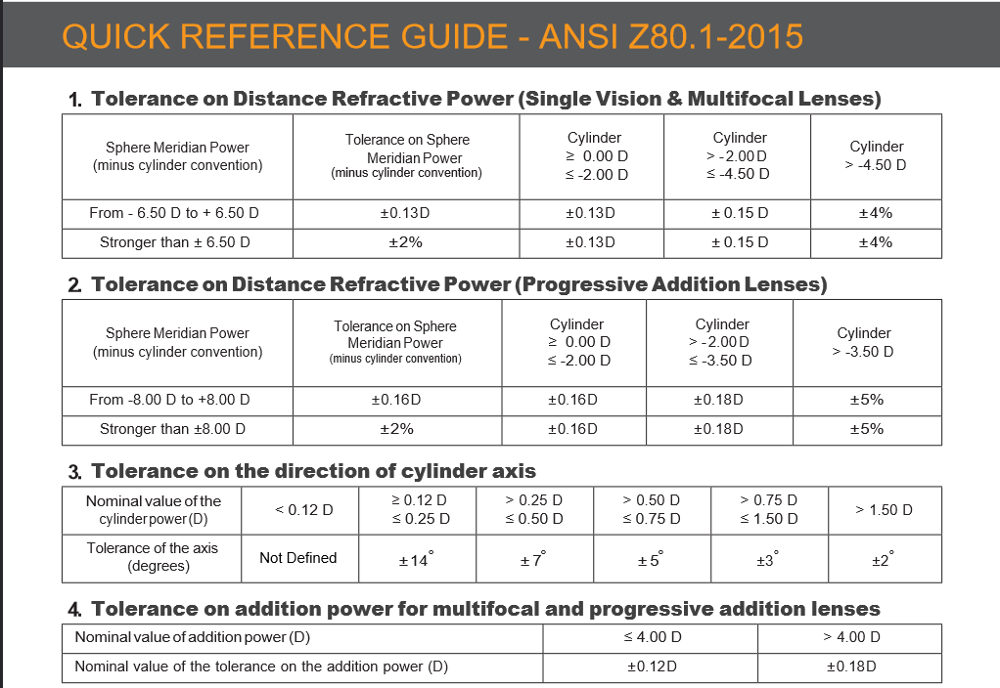 QUICK REFERENCE GUIDE - ANSI Z80.1-2015
1. Tolerance on Distance Refractive Power (Single Vision & Multifocal Lenses)
Sphere Meridian Power
(minus cylinder convention)
Tolerance on Sphere
Meridian Power
(minus cylinder convention)
Cylinder
≥ 0.00 D
≤ -2.00 D
Cylinder
> -2.00 D
≤ -4.50 D
Cylinder
> -4.50 D
From - 6.50 D to + 6.50 D ±0.13D ±0.13D ± 0.15 D ±4%
Stronger than ± 6.50 D ±2% ±0.13D ± 0.15 D ±4%
2. Tolerance on Distance Refractive Power (Progressive Addition Lenses)
Sphere Meridian Power
(minus cylinder convention)
Tolerance on Sphere
Meridian Power
(minus cylinder convention)
Cylinder
≥ 0.00 D
≤ -2.00 D
Cylinder
> -2.00 D
≤ -3.50 D
Cylinder
> -3.50 D
From -8.00 D to +8.00 D ±0.16D ±0.16D ±0.18D ±5%
Stronger than ±8.00 D ±2% ±0.16D ±0.18D ±5%
3. Tolerance on the direction of cylinder axis
Nominal value of the
cylinder power (D)
< 0.12 D
≥ 0.12 D
≤ 0.25 D
> 0.25 D
≤ 0.50 D
> 0.50 D
≤ 0.75 D
> 0.75 D
≤ 1.50 D
> 1.50 D
Tolerance of the axis
(degrees)
Not Defined ±14° ±7° ±5° ±3° ±2°
4. Tolerance on addition power for multifocal and progressive addition lenses
Nominal value of addition power (D) ≤ 4.00 D > 4.00 D
Nominal value of the tolerance on the addition power (D) ±0.12D ±0.18D